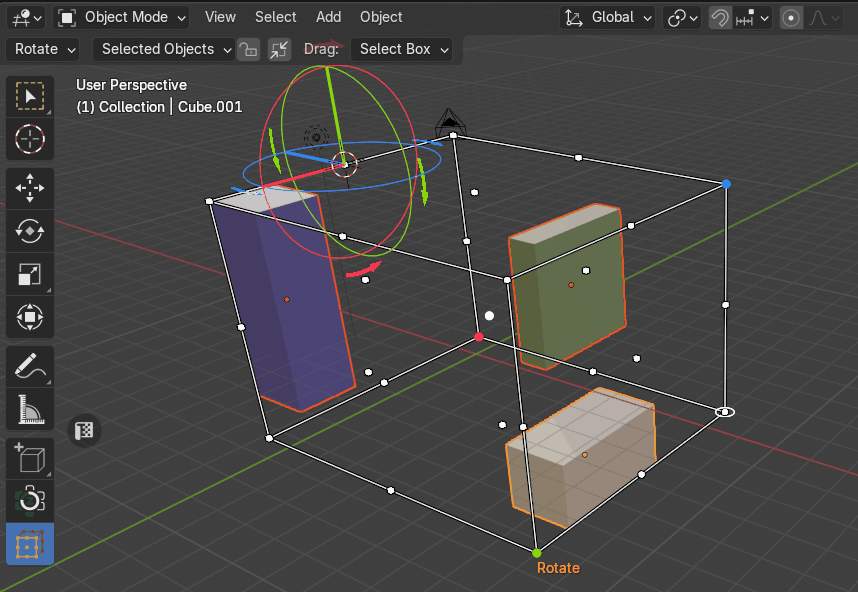 Object Mode View Select Add Object Global
Rotate Selected Objects Drag: Select Box
User Perspective
(1) Collection | Cube.001
Rotate